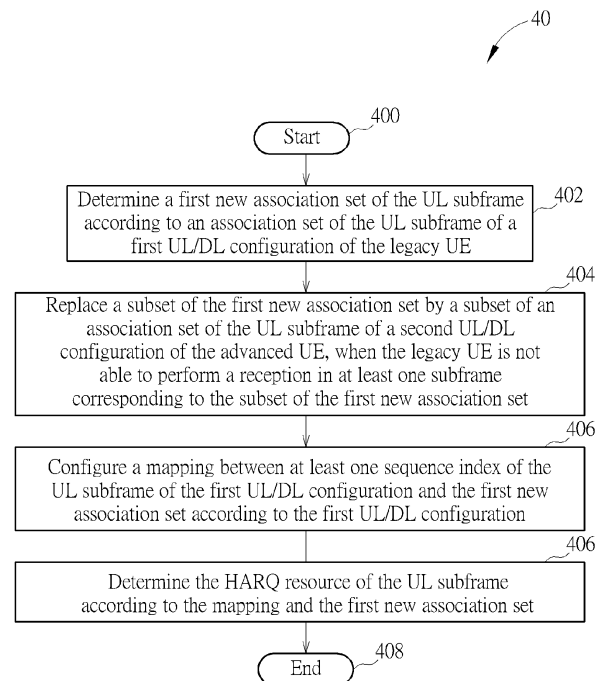 40
Start
400
Determine a first new association set of the UL subframe
according to an association set of the UL subframe of a
first UL/DL configuration of the legacy UE
402
404
Replace a subset of the first new association set by a subset of an
association set of the UL subframe of a second UL/DL
configuration of the advanced UE, when the legacy UE is not
able to perform a reception in at least one subframe
corresponding to the subset of the first new association set
406
Configure a mapping between at least one sequence index of the
UL subframe of the first UL/DL configuration and the first new
association set according to the first UL/DL configuration
406
Determine the HARQ resource of the UL subframe
according to the mapping and the first new association set
End
408